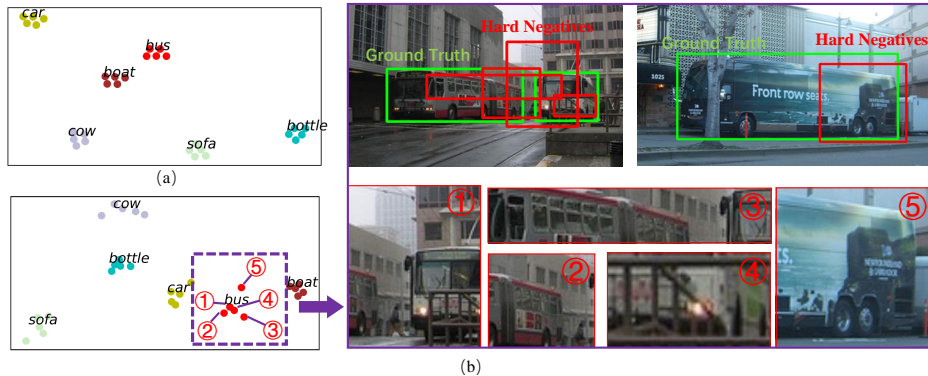 car
bus
boat
cow
bottle
sofa
(a)
cow
bottle
car
bus
boat
sofa
①
②
③
④
⑤
Ground Truth
Hard Negatives
Ground Truth
Hard Negatives
1025
Front row seats.
①
②
③
④
⑤
(b)